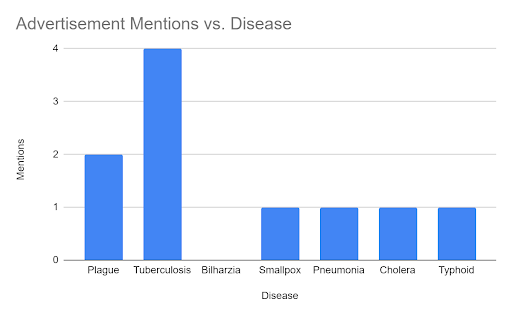 Advertisement Mentions vs. Disease
4
3
2
1
0
Mentions
Plague Tuberculosis Bilharzia Smallpox Pneumonia Cholera Typhoid
Disease